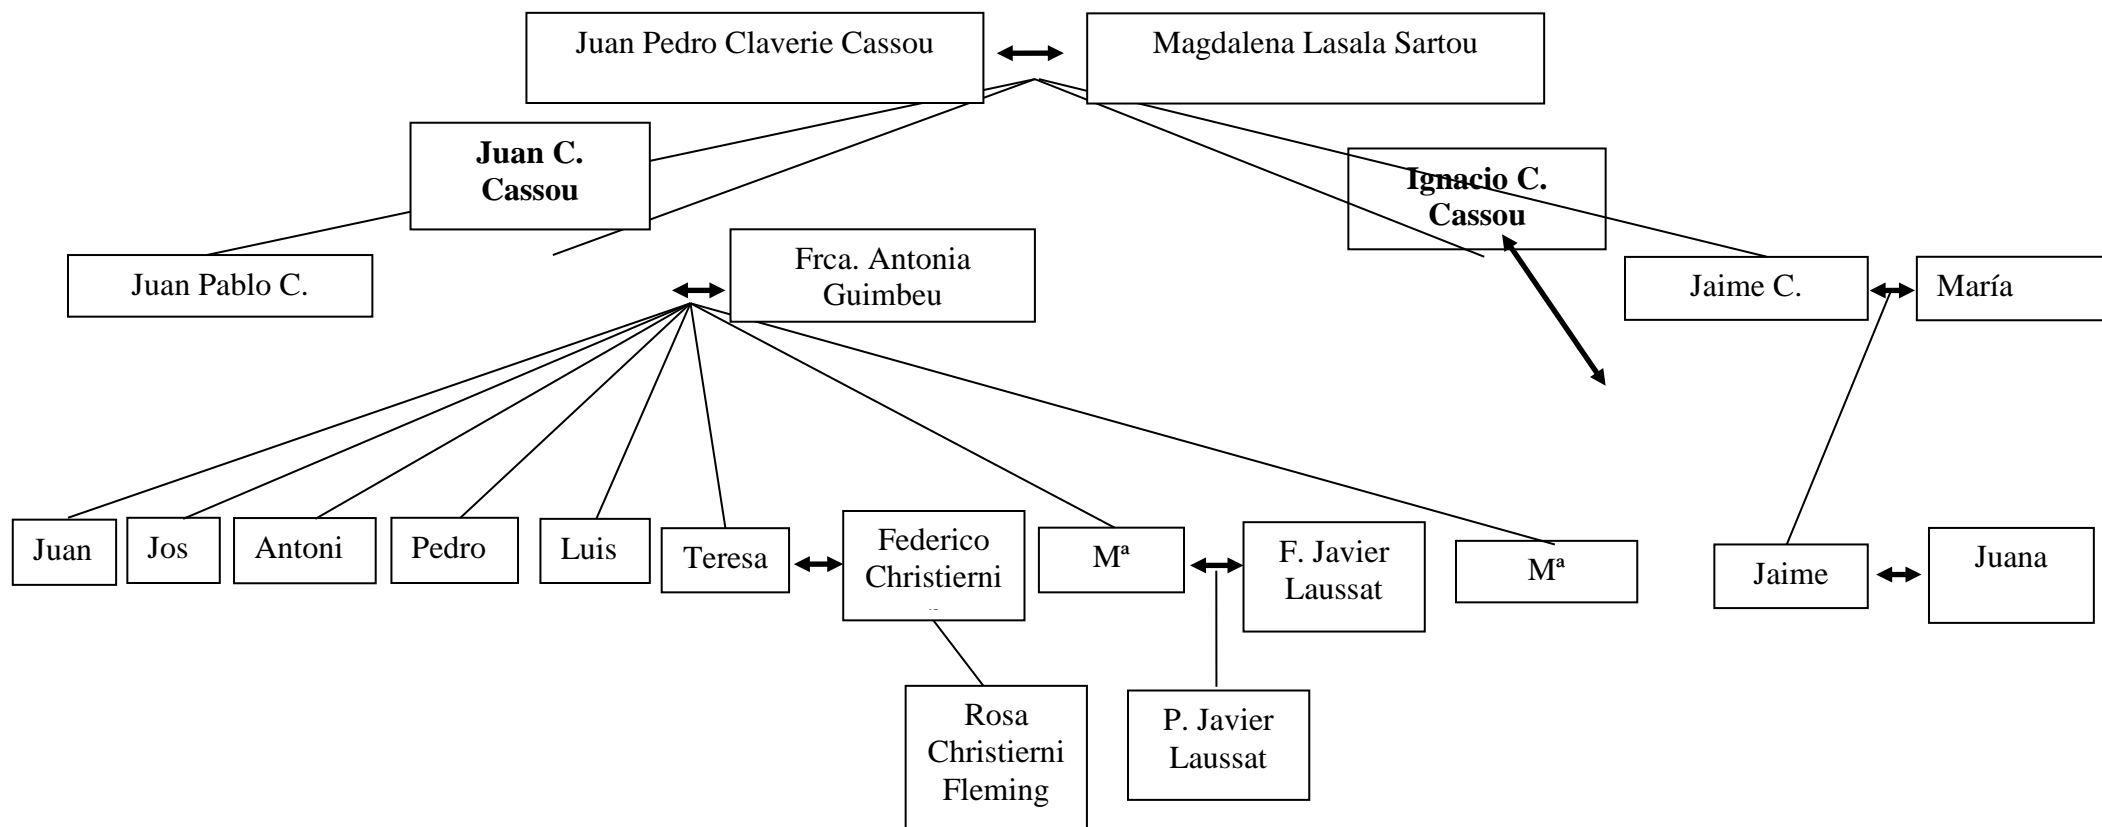 Juan Pedro Claverie Cassou
Magdalena Lasala Sartou
Juan C.
Cassou
Ignacio C.
Cassou
Juan Pablo C.
Frca. Antonia
Guimbeu
Jaime C.
María
Juan
Jos
Antoni
Pedro
Luis
Teresa
Federico
Christierni
Mª
F. Javier
Laussat
Mª
Jaime
Juana
Rosa
Christierni
Fleming
P. Javier
Laussat